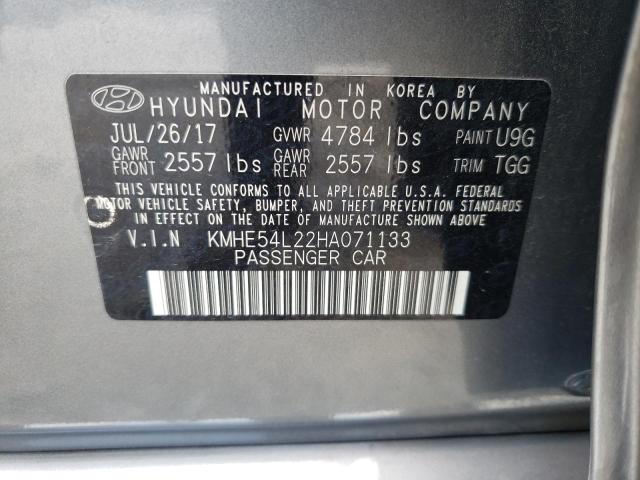 MANUFACTURED IN KOREA BY
HYUNDAI MOTOR COMPANY
JUL/26/17 GVWR 4784 lbs PAINT U9G
GAWR FRONT 2557 lbs GAWR REAR 2557 lbs TRIM TGG
THIS VEHICLE CONFORMS TO ALL APPLICABLE U.S.A. FEDERAL
MOTOR VEHICLE SAFETY, BUMPER, AND THEFT PREVENTION STANDARDS
IN EFFECT ON THE DATE OF MANUFACTURE SHOWN ABOVE.
V.I.N KMHE54L22HA071133
PASSENGER CAR